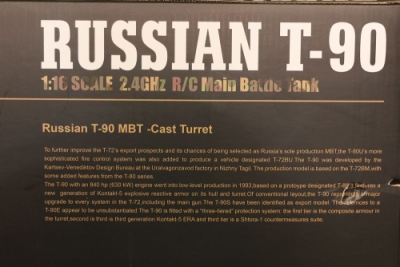 RUSSIAN T-90
1:16 SCALE 2.4GHz R/C Main Battle Tank
Russian T-90 MBT -Cast Turret
To further improve the T-72's export prospects and its chances of being selected as Russia's sole production MBT,the T-80U's more
sophisticated fire control system was also added to produce a vehicle designated T-72BU.The T-90 was developed by the
Kartsev-Venediktov Design Bureau at the Uralvagonzavod factory in Nizhny Tagil. The production model is based on the T-72BM,with
some added features from the T-80 series.
The T-90 with an 840 hp (630 kW) engine went into low-level production in 1993,based on a prototype designated T-88,it features a
new generation of Kontakt-5 explosive reactive armor on its hull and turret.Of conventional layout,the T-90 represents a major
upgrade to every system in the T-72,including the main gun.The T-90S have been identified as export model. The references to a
T-90E appear to be unsubstantiated.The T-90 is fitted with a "three-tiered" protection system: the first tier is the composite armour in
the turret,second is third generation Kontakt-5 ERA and third tier is a Shtora-1 countermeasures suite.